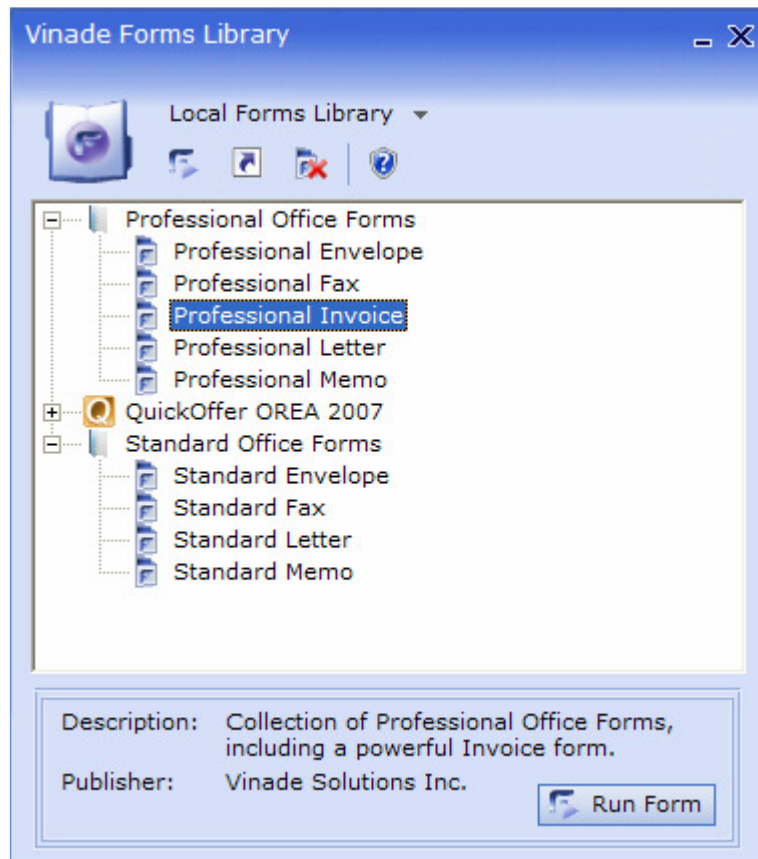 Vinade Forms Library
Local Forms Library
Professional Office Forms
Professional Envelope
Professional Fax
Professional Invoice
Professional Letter
Professional Memo
QuickOffer OREA 2007
Standard Office Forms
Standard Envelope
Standard Fax
Standard Letter
Standard Memo
Description: Collection of Professional Office Forms,
including a powerful Invoice form.
Publisher: Vinade Solutions Inc.
Run Form